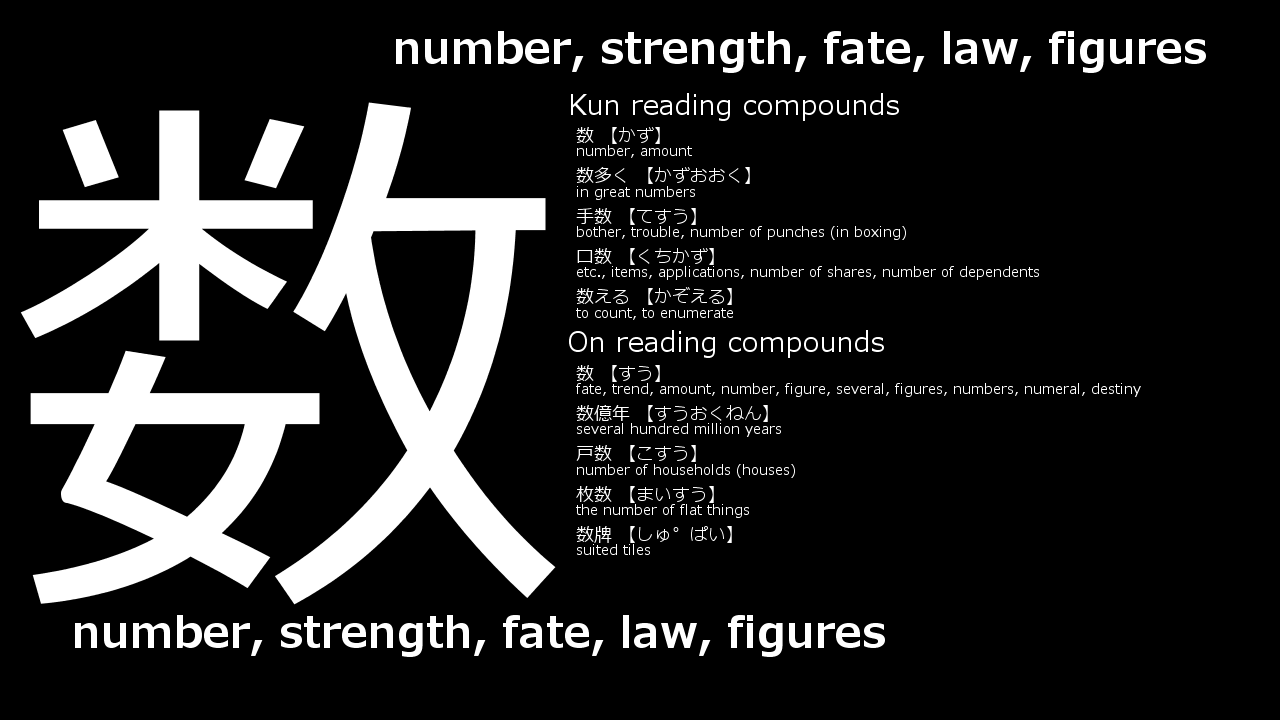 number, strength, fate, law, figures
数
Kun reading compounds
数 【かず】
number, amount
数多く 【かずおおく】
in great numbers
手数 【てすう】
bother, trouble, number of punches (in boxing)
口数 【くちかず】
etc., items, applications, number of shares, number of dependents
数える 【かぞえる】
to count, to enumerate
On reading compounds
数 【すう】
fate, trend, amount, number, figure, several, figures, numbers, numeral, destiny
数億年 【すうおくねん】
several hundred million years
戸数 【こすう】
number of households (houses)
枚数 【まいすう】
the number of flat things
数牌 【しゅ゜ぱい】
suited tiles
number, strength, fate, law, figures